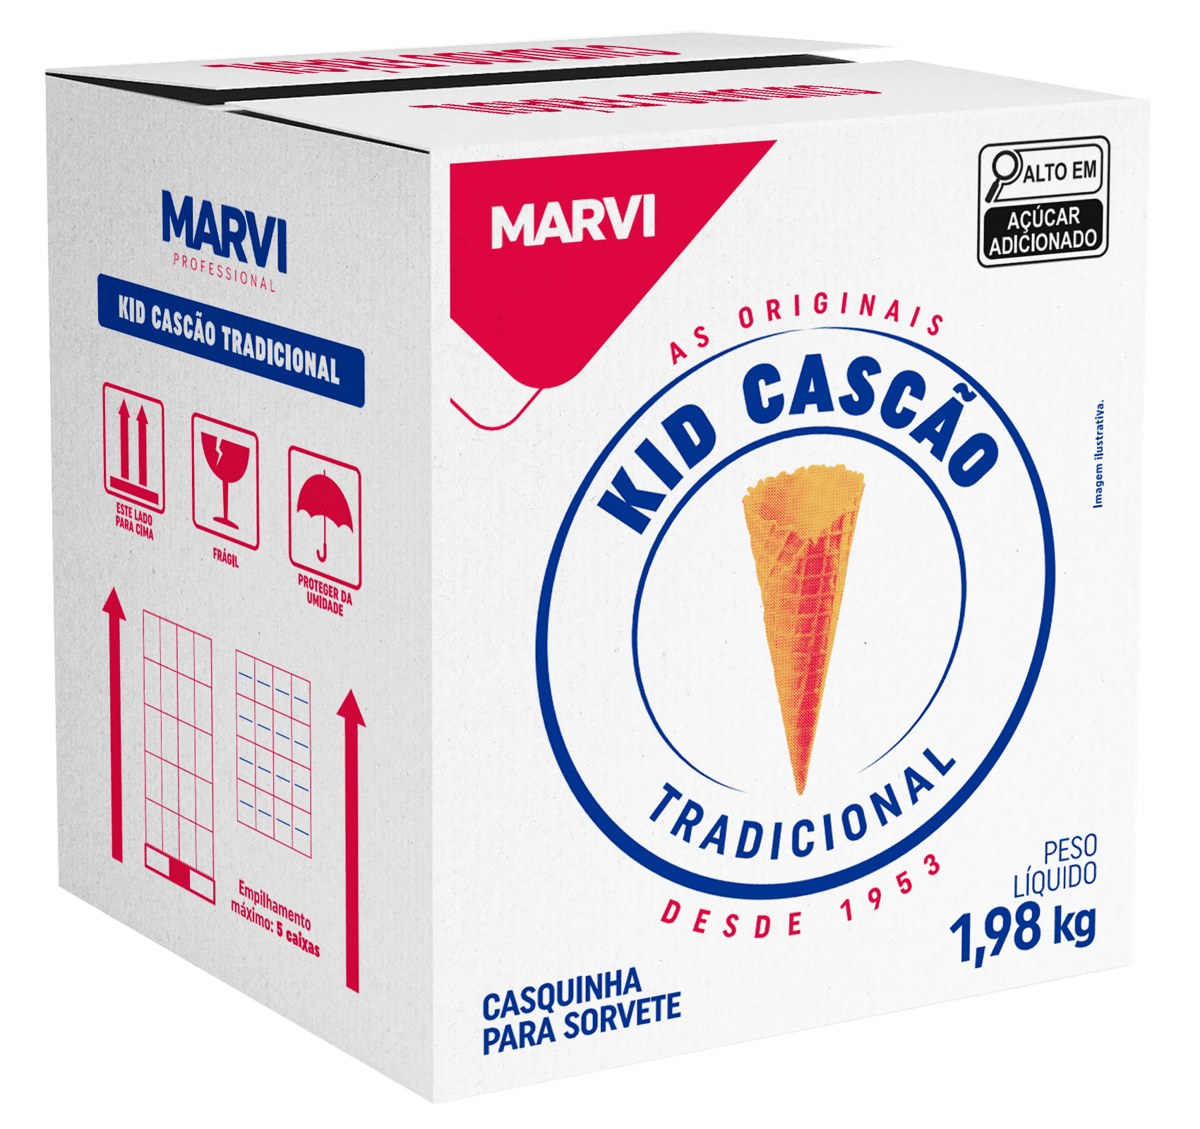 MARVI
PROFESSIONAL
KID CASCÃO TRADICIONAL
ESTE LADO
PARA CIMA
FRÁGIL
PROTEGER DA
UMIDADE
Empilhamento
máximo: 5 caixas
MARVI
ALTO EM
AÇÚCAR
ADICIONADO
AS ORIGINAIS
KID CASCÃO
TRADICIONAL
DESDE 1953
Imagem ilustrativa.
PESO
LÍQUIDO
1,98 kg
CASQUINHA
PARA SORVETE